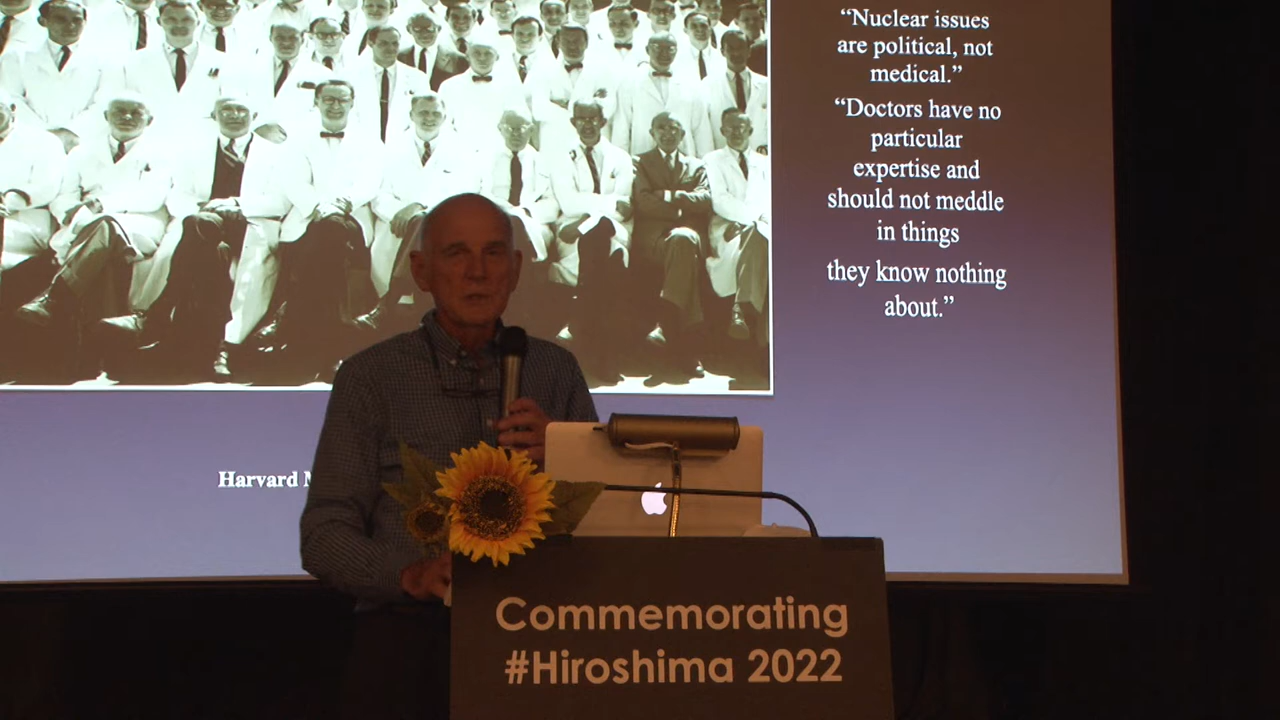 “Nuclear issues
are political, not
medical.”
“Doctors have no
particular
expertise and
should not meddle
in things
they know nothing
about.”
Harvard
Commemorating
#Hiroshima 2022